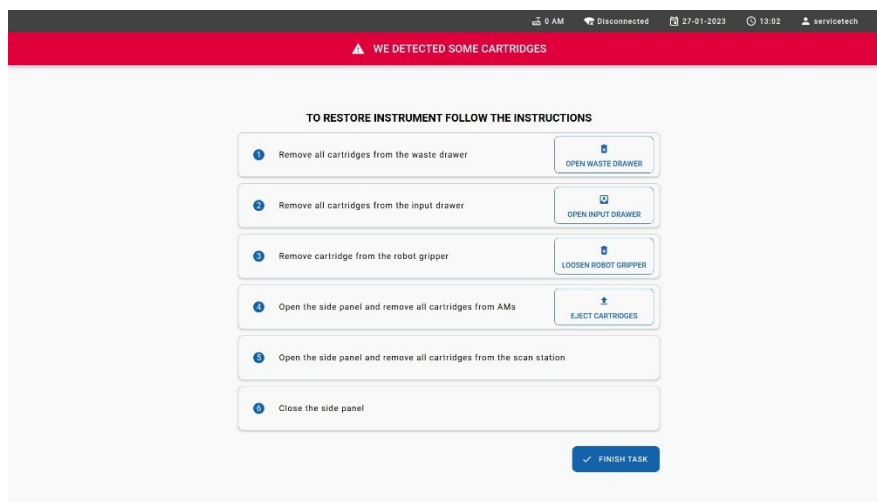 0 AM Disconnected 27-01-2023 13:02 servicetech
WE DETECTED SOME CARTRIDGES
TO RESTORE INSTRUMENT FOLLOW THE INSTRUCTIONS
1 Remove all cartridges from the waste drawer
OPEN WASTE DRAWER
2 Remove all cartridges from the input drawer
OPEN INPUT DRAWER
3 Remove cartridge from the robot gripper
LOOSEN ROBOT GRIPPER
4 Open the side panel and remove all cartridges from AMs
EJECT CARTRIDGES
5 Open the side panel and remove all cartridges from the scan station
6 Close the side panel
FINISH TASK